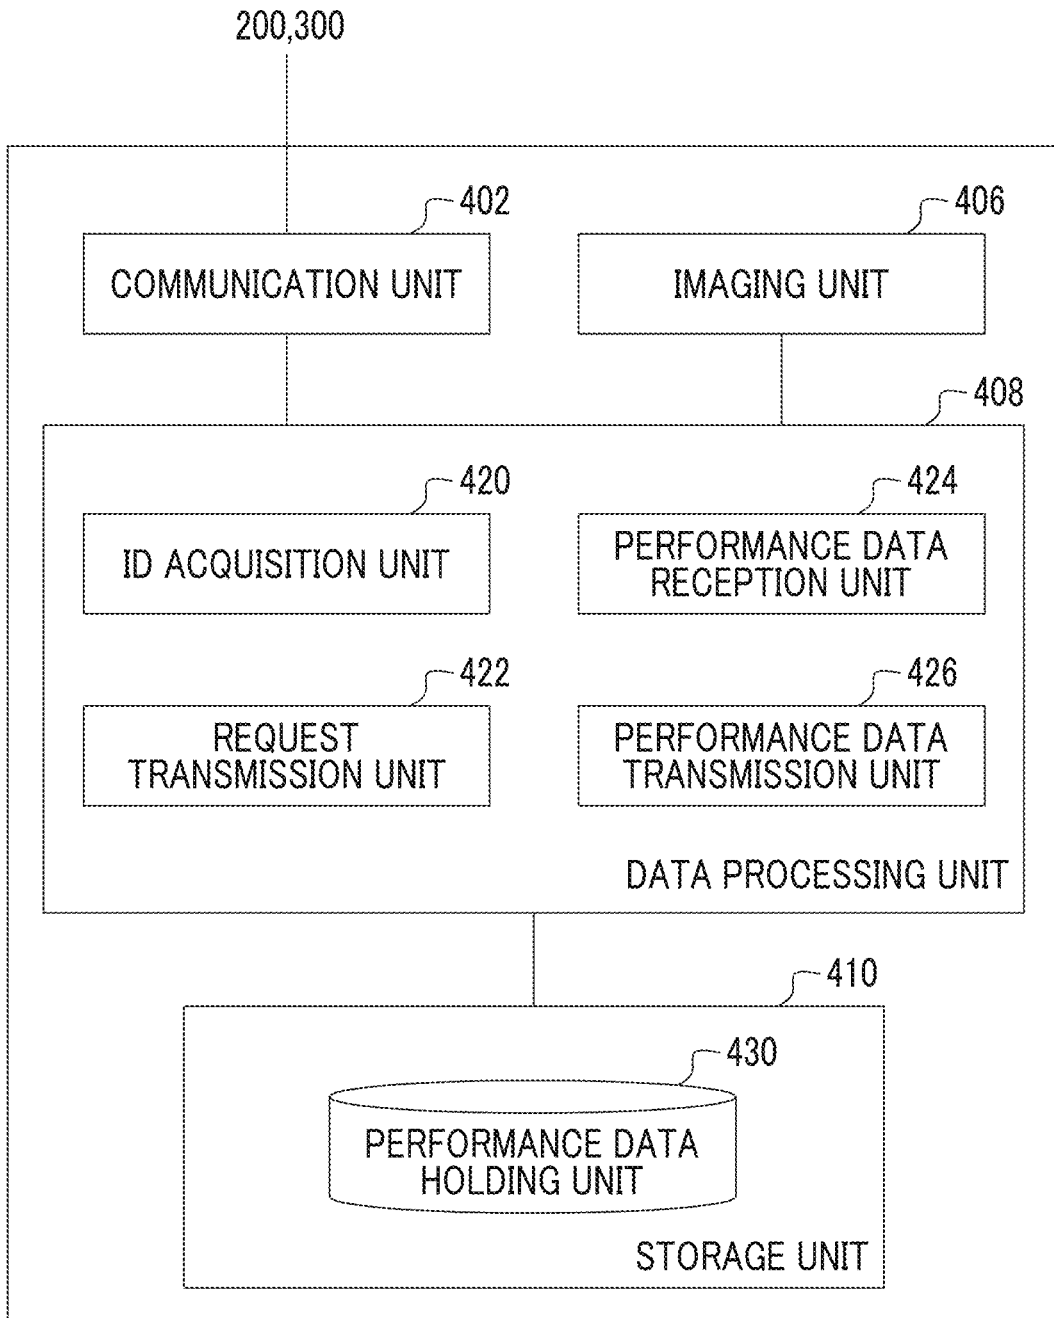 200,300
402
406
COMMUNICATION UNIT
IMAGING UNIT
408
420
424
ID ACQUISITION UNIT
PERFORMANCE DATA
RECEPTION UNIT
422
426
REQUEST
TRANSMISSION UNIT
PERFORMANCE DATA
TRANSMISSION UNIT
DATA PROCESSING UNIT
410
430
PERFORMANCE DATA
HOLDING UNIT
STORAGE UNIT